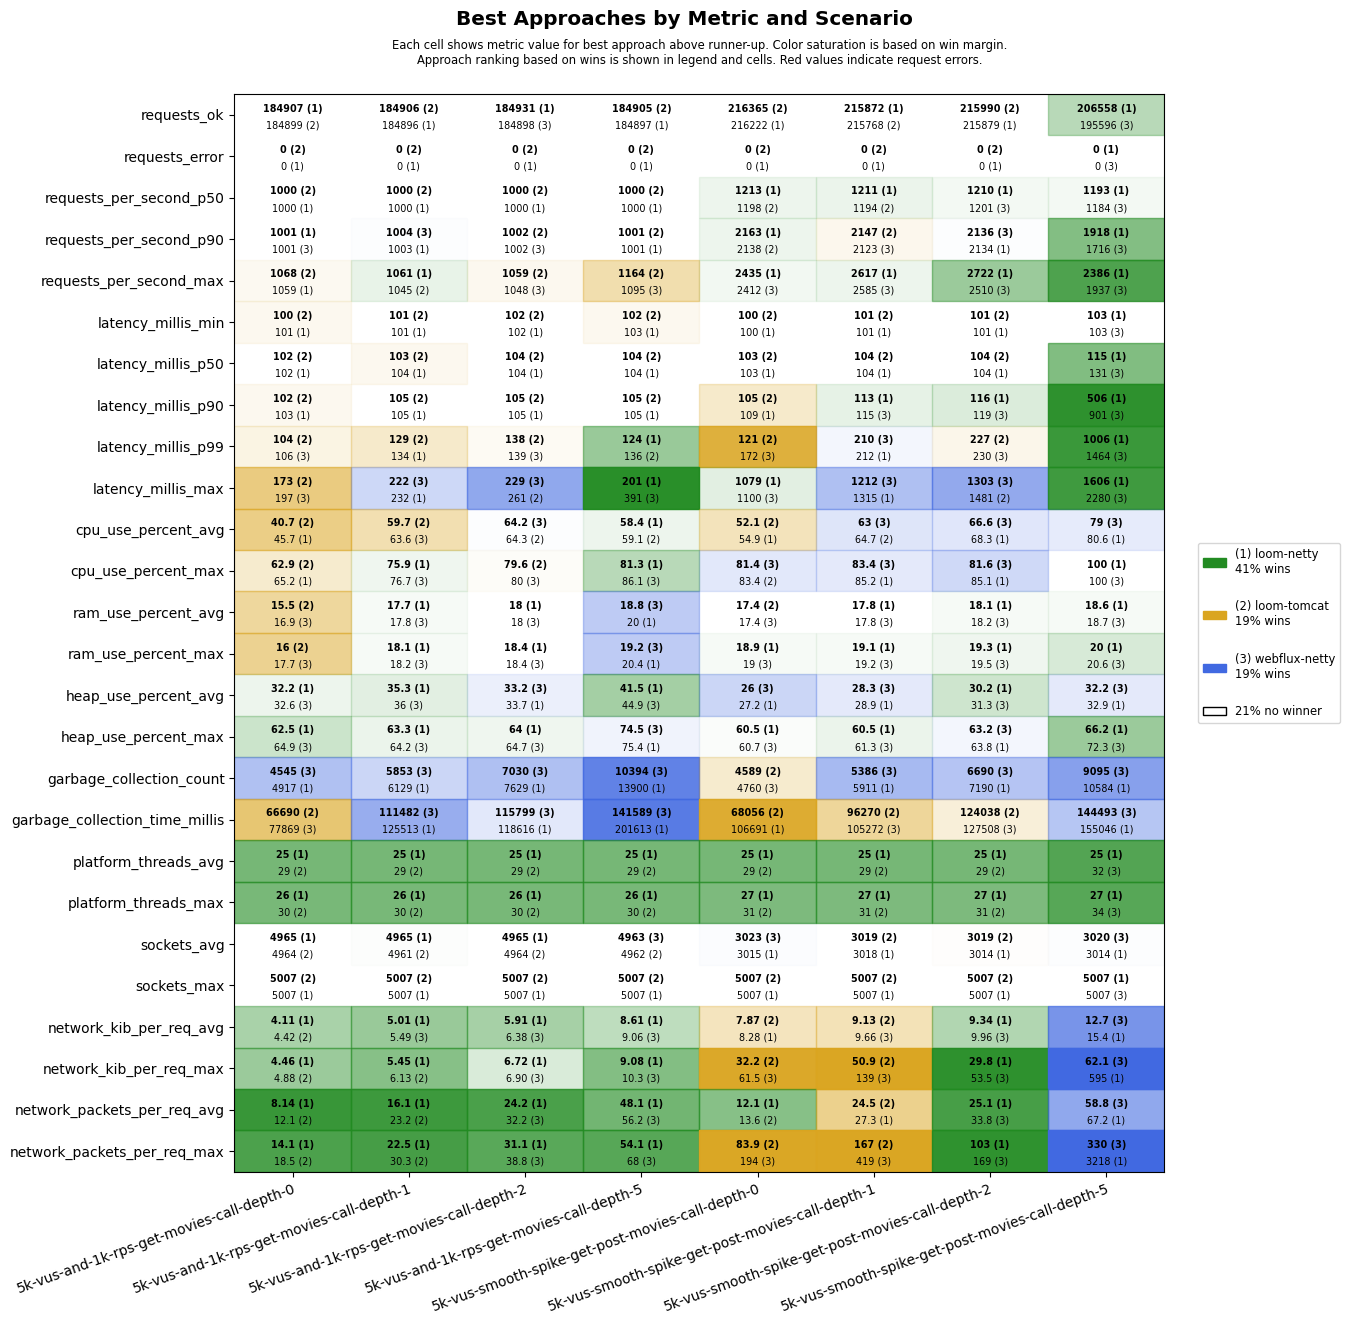 Best Approaches by Metric and Scenario
Each cell shows metric value for best approach above runner-up. Color saturation is based on win margin.
Approach ranking based on wins is shown in legend and cells. Red values indicate request errors.
requests_ok
184907 (1) 184906 (2) 184931 (1) 184905 (2) 216365 (2) 215872 (1) 215990 (2) 206558 (1)
184899 (2) 184896 (1) 184898 (3) 184897 (1) 216222 (1) 215768 (2) 215879 (1) 195596 (3)
requests_error
0 (2) 0 (2) 0 (2) 0 (2) 0 (2) 0 (2) 0 (2) 0 (1)
0 (1) 0 (1) 0 (1) 0 (1) 0 (1) 0 (1) 0 (1) 0 (3)
requests_per_second_p50
1000 (2) 1000 (2) 1000 (2) 1000 (2) 1213 (1) 1211 (1) 1210 (1) 1193 (1)
1000 (1) 1000 (1) 1000 (1) 1000 (1) 1198 (2) 1194 (2) 1201 (3) 1184 (3)
requests_per_second_p90
1001 (1) 1004 (3) 1002 (2) 1001 (2) 2163 (1) 2147 (2) 2136 (3) 1918 (1)
1001 (3) 1003 (1) 1002 (3) 1001 (1) 2138 (2) 2123 (3) 2134 (1) 1716 (3)
requests_per_second_max
1068 (2) 1061 (1) 1059 (2) 1164 (2) 2435 (1) 2617 (1) 2722 (1) 2386 (1)
1059 (1) 1045 (2) 1048 (3) 1095 (3) 2412 (3) 2585 (3) 2510 (3) 1937 (3)
latency_millis_min
100 (2) 101 (2) 102 (2) 102 (2) 100 (2) 101 (2) 101 (2) 103 (1)
101 (1) 101 (1) 102 (1) 103 (1) 100 (1) 101 (1) 101 (1) 103 (3)
latency_millis_p50
102 (2) 103 (2) 104 (2) 104 (2) 103 (2) 104 (2) 104 (2) 115 (1)
102 (1) 104 (1) 104 (1) 104 (1) 103 (1) 104 (1) 104 (1) 131 (3)
latency_millis_p90
102 (2) 105 (2) 105 (2) 105 (2) 105 (2) 113 (1) 116 (1) 506 (1)
103 (1) 105 (1) 105 (1) 105 (1) 109 (1) 115 (3) 119 (3) 901 (3)
latency_millis_p99
104 (2) 129 (2) 138 (2) 124 (1) 121 (2) 210 (3) 227 (2) 1006 (1)
106 (3) 134 (1) 139 (3) 136 (2) 172 (3) 212 (1) 230 (3) 1464 (3)
latency_millis_max
173 (2) 222 (3) 229 (3) 201 (1) 1079 (1) 1212 (3) 1303 (3) 1606 (1)
197 (3) 232 (1) 261 (2) 391 (3) 1100 (3) 1315 (1) 1481 (2) 2280 (3)
cpu_use_percent_avg
40.7 (2) 59.7 (2) 64.2 (3) 58.4 (1) 52.1 (2) 63 (3) 66.6 (3) 79 (3)
45.7 (1) 63.6 (3) 64.3 (2) 59.1 (2) 54.9 (1) 64.7 (2) 68.3 (1) 80.6 (1)
cpu_use_percent_max
62.9 (2) 75.9 (1) 79.6 (2) 81.3 (1) 81.4 (3) 83.4 (3) 81.6 (3) 100 (1)
65.2 (1) 76.7 (3) 80 (3) 86.1 (3) 83.4 (2) 85.2 (1) 85.1 (1) 100 (3)
ram_use_percent_avg
15.5 (2) 17.7 (1) 18 (1) 18.8 (3) 17.4 (2) 17.8 (1) 18.1 (1) 18.6 (1)
16.9 (3) 17.8 (3) 18 (3) 20 (1) 17.4 (3) 17.8 (3) 18.2 (3) 18.7 (3)
ram_use_percent_max
16 (2) 18.1 (1) 18.4 (1) 19.2 (3) 18.9 (1) 19.1 (1) 19.3 (1) 20 (1)
17.7 (3) 18.2 (3) 18.4 (3) 20.4 (1) 19 (3) 19.2 (3) 19.5 (3) 20.6 (3)
heap_use_percent_avg
32.2 (1) 35.3 (1) 33.2 (3) 41.5 (1) 26 (3) 28.3 (3) 30.2 (1) 32.2 (3)
32.6 (3) 36 (3) 33.7 (1) 44.9 (3) 27.2 (1) 28.9 (1) 31.3 (3) 32.9 (1)
heap_use_percent_max
62.5 (1) 63.3 (1) 64 (1) 74.5 (3) 60.5 (1) 60.5 (1) 63.2 (3) 66.2 (1)
64.9 (3) 64.2 (3) 64.7 (3) 75.4 (1) 60.7 (3) 61.3 (3) 63.8 (1) 72.3 (3)
garbage_collection_count
4545 (3) 5853 (3) 7030 (3) 10394 (3) 4589 (2) 5386 (3) 6690 (3) 9095 (3)
4917 (1) 6129 (1) 7629 (1) 13900 (1) 4760 (3) 5911 (1) 7190 (1) 10584 (1)
garbage_collection_time_millis
66690 (2) 111482 (3) 115799 (3) 141589 (3) 68056 (2) 96270 (2) 124038 (2) 144493 (3)
77869 (3) 125513 (1) 118616 (1) 201613 (1) 106691 (1) 105272 (3) 127508 (3) 155046 (1)
platform_threads_avg
25 (1) 25 (1) 25 (1) 25 (1) 25 (1) 25 (1) 25 (1) 25 (1)
29 (2) 29 (2) 29 (2) 29 (2) 29 (2) 29 (2) 29 (2) 32 (3)
platform_threads_max
26 (1) 26 (1) 26 (1) 26 (1) 27 (1) 27 (1) 27 (1) 27 (1)
30 (2) 30 (2) 30 (2) 30 (2) 31 (2) 31 (2) 31 (2) 34 (3)
sockets_avg
4965 (1) 4965 (1) 4965 (1) 4963 (3) 3023 (3) 3019 (2) 3019 (2) 3020 (3)
4964 (2) 4961 (2) 4964 (2) 4962 (2) 3015 (1) 3018 (1) 3014 (1) 3014 (1)
sockets_max
5007 (2) 5007 (2) 5007 (2) 5007 (2) 5007 (2) 5007 (2) 5007 (2) 5007 (1)
5007 (1) 5007 (1) 5007 (1) 5007 (1) 5007 (1) 5007 (1) 5007 (1) 5007 (3)
network_kib_per_req_avg
4.11 (1) 5.01 (1) 5.91 (1) 8.61 (1) 7.87 (2) 9.13 (2) 9.34 (1) 12.7 (3)
4.42 (2) 5.49 (3) 6.38 (3) 9.06 (3) 8.28 (1) 9.66 (3) 9.96 (3) 15.4 (1)
network_kib_per_req_max
4.46 (1) 5.45 (1) 6.72 (1) 9.08 (1) 32.2 (2) 50.9 (2) 29.8 (1) 62.1 (3)
4.88 (2) 6.13 (2) 6.90 (3) 10.3 (3) 61.5 (3) 139 (3) 53.5 (3) 595 (1)
network_packets_per_req_avg
8.14 (1) 16.1 (1) 24.2 (1) 48.1 (1) 12.1 (1) 24.5 (2) 25.1 (1) 58.8 (3)
12.1 (2) 23.2 (2) 32.2 (3) 56.2 (3) 13.6 (2) 27.3 (1) 33.8 (3) 67.2 (1)
network_packets_per_req_max
14.1 (1) 22.5 (1) 31.1 (1) 54.1 (1) 83.9 (2) 167 (2) 103 (1) 330 (3)
18.5 (2) 30.3 (2) 38.8 (3) 68 (3) 194 (3) 419 (3) 169 (3) 3218 (1)
5k-vus-and-1k-rps-get-movies-call-depth-0
5k-vus-and-1k-rps-get-movies-call-depth-1
5k-vus-and-1k-rps-get-movies-call-depth-2
5k-vus-and-1k-rps-get-movies-call-depth-5
5k-vus-smooth-spike-get-post-movies-call-depth-0
5k-vus-smooth-spike-get-post-movies-call-depth-1
5k-vus-smooth-spike-get-post-movies-call-depth-2
5k-vus-smooth-spike-get-post-movies-call-depth-5
(1) loom-netty
41% wins
(2) loom-tomcat
19% wins
(3) webflux-netty
19% wins
21% no winner